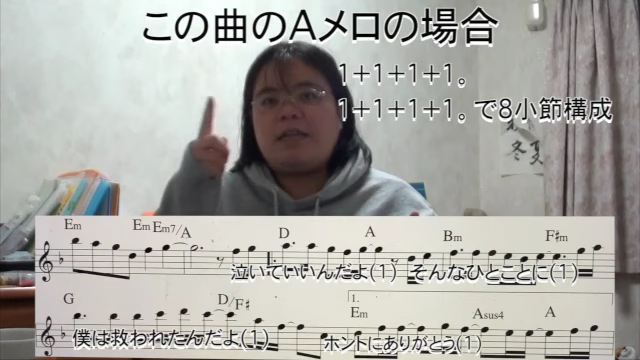 この曲のAメロの場合
1+1+1+1。
1+1+1+1。で8小節構成
冬夏
Em Em Em7/A D A Bm F#m
泣いていいんだよ(1) そんなひとことに(1)
G D/F# 1. Em Asus4 A
僕は救われたんだよ(1) ホントにありがとう(1)